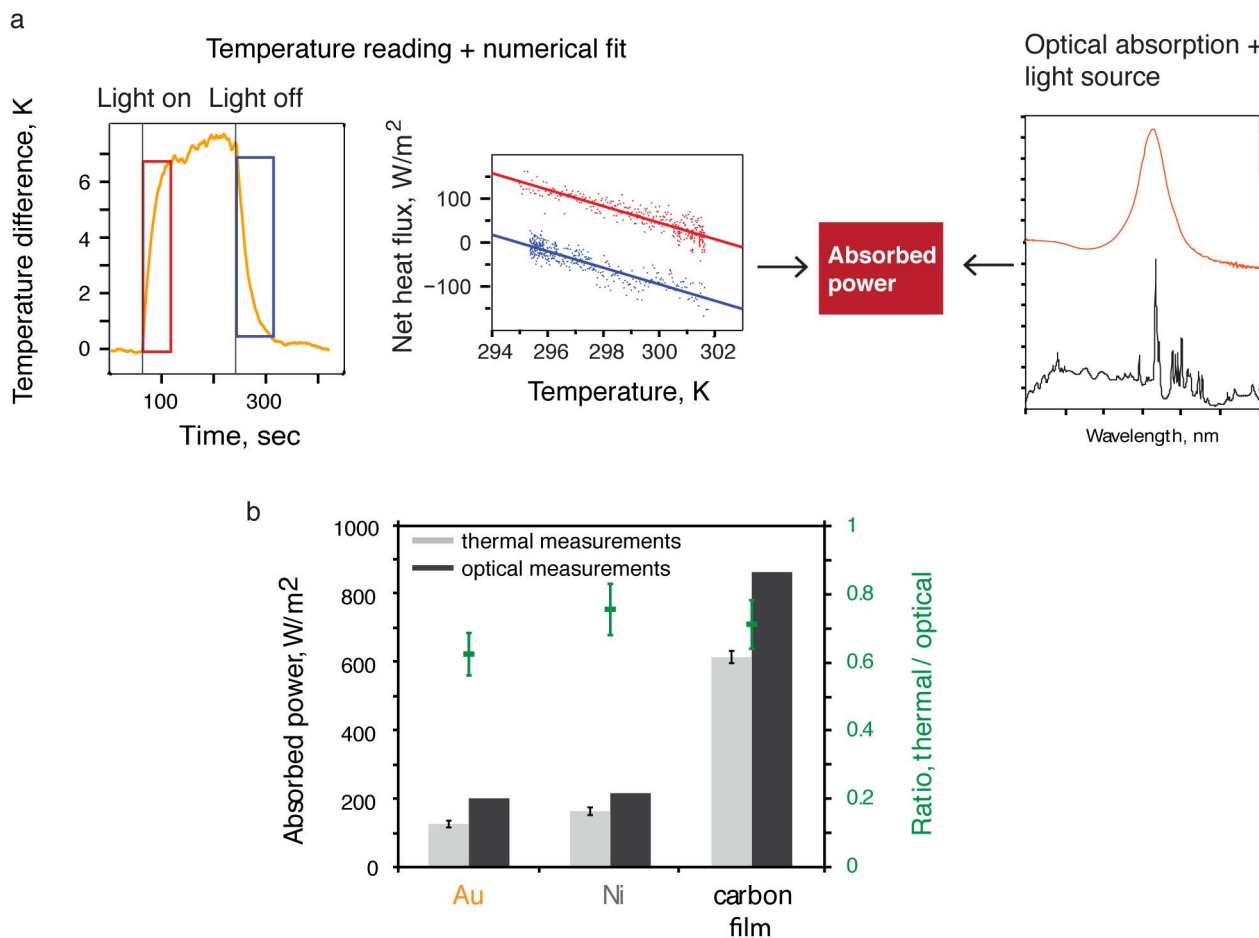 a
Temperature reading + numerical fit
Optical absorption +
light source
Light on
Light off
Temperature difference, K
6
4
2
0
100
300
Time, sec
Net heat flux, W/m²
100
0
−100
294
296
298
300
302
Temperature, K
Absorbed
power
Wavelength, nm
b
Absorbed power, W/m2
1000
800
600
400
200
0
thermal measurements
optical measurements
1
0.8
0.6
0.4
0.2
0
Ratio, thermal/ optical
Au
Ni
carbon
film